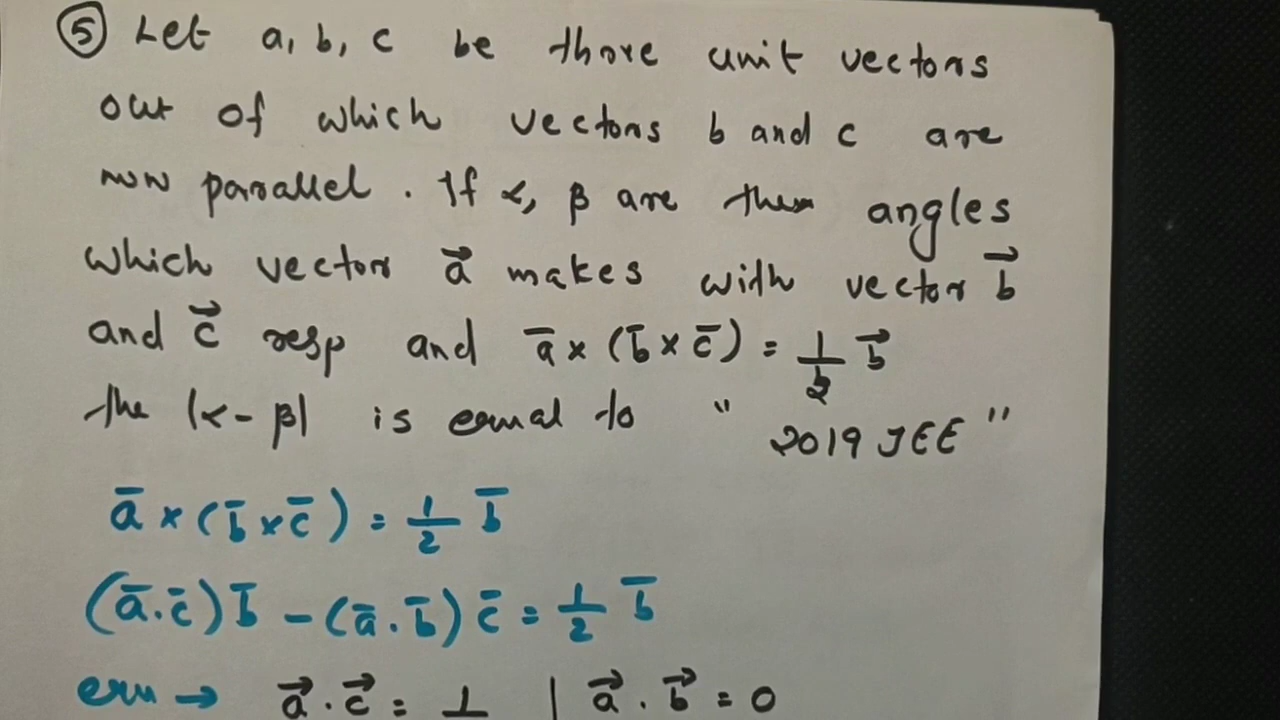 ⑤ Let a, b, c be three unit vectors
out of which vectors b and c are
non parallel. If α, β are then angles
which vector a⃗ makes with vector b⃗
and c⃗ resp and a̅ × (b̅ × c̅) = 1/2 b⃗
the |α - β| is equal to " 2019 JEE "
a̅ × (b̅ × c̅) = 1/2 b̅
(a̅.c̅) b̅ - (a̅.b̅) c̅ = 1/2 b̅
→ a⃗ . c⃗ = 1 | a⃗ . b⃗ = 0